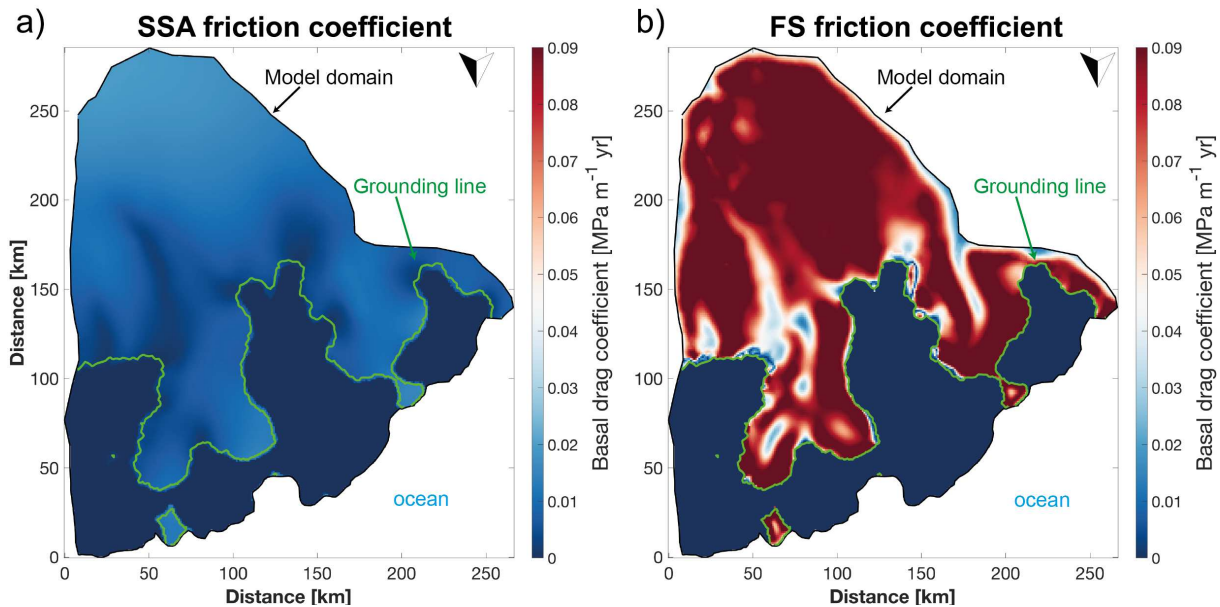 a)
SSA friction coefficient
Model domain
Grounding line
ocean
Distance [km]
0
50
100
150
200
250
Distance [km]
0
50
100
150
200
250
0.09
0.08
0.07
0.06
0.05
0.04
0.03
0.02
0.01
0
Basal drag coefficient [MPa m⁻¹ yr]
b)
FS friction coefficient
Model domain
Grounding line
ocean
0
50
100
150
200
250
Distance [km]
0
50
100
150
200
250
0.09
0.08
0.07
0.06
0.05
0.04
0.03
0.02
0.01
0
Basal drag coefficient [MPa m⁻¹ yr]